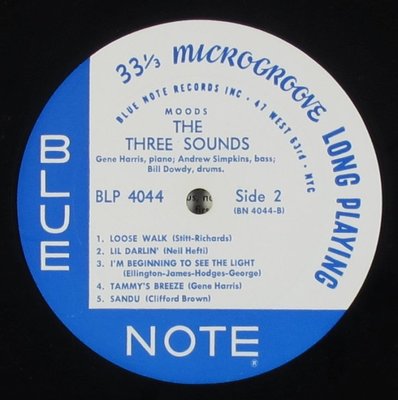 33 1/3 MICROGROOVE LONG PLAYING
BLUE NOTE RECORDS INC • 47 WEST 63rd • NYC
MOODS
THE
THREE SOUNDS
Gene Harris, piano; Andrew Simpkins, bass;
Bill Dowdy, drums.
BLP 4044 Side 2
(BN 4044-B)
1. LOOSE WALK (Stitt-Richards)
2. LIL DARLIN' (Neil Hefti)
3. I'M BEGINNING TO SEE THE LIGHT
(Ellington-James-Hodges-George)
4. TAMMY'S BREEZE (Gene Harris)
5. SANDU (Clifford Brown)
BLUE
NOTE ®